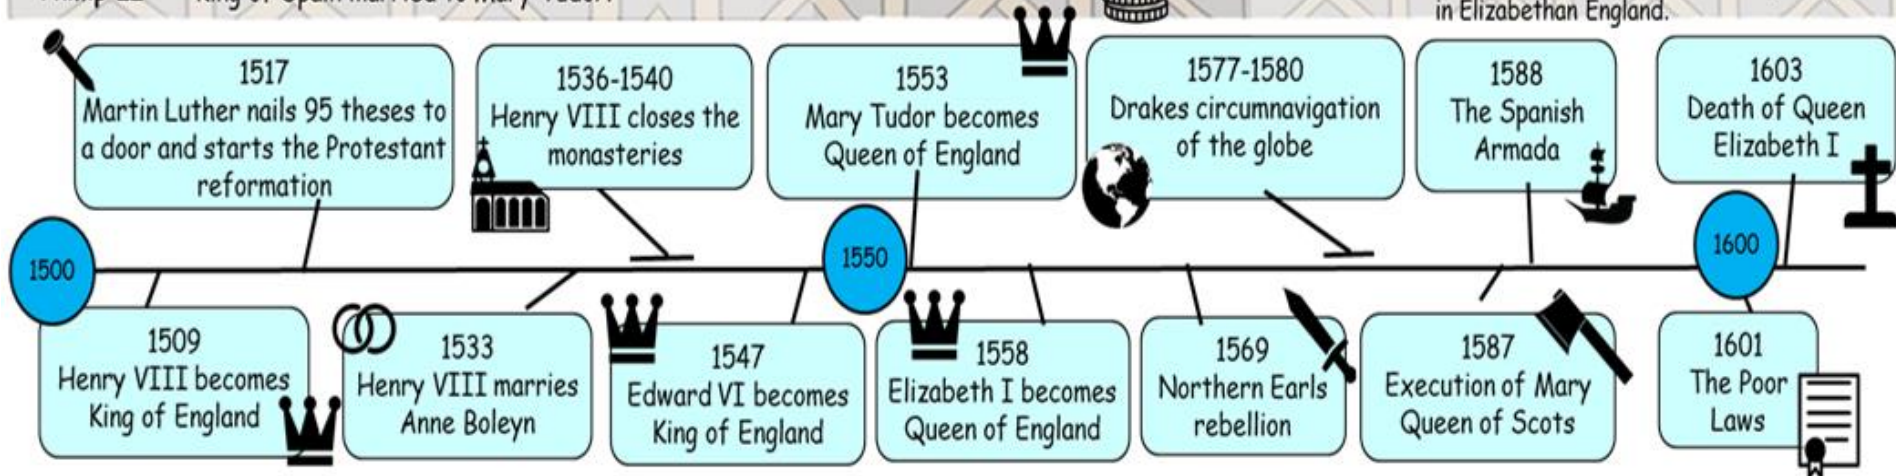 in Elizabethan England.
1517
Martin Luther nails 95 theses to
a door and starts the Protestant
reformation
1536-1540
Henry VIII closes the
monasteries
1553
Mary Tudor becomes
Queen of England
1577-1580
Drakes circumnavigation
of the globe
1588
The Spanish
Armada
1603
Death of Queen
Elizabeth I
1500
1550
1600
1509
Henry VIII becomes
King of England
1533
Henry VIII marries
Anne Boleyn
1547
Edward VI becomes
King of England
1558
Elizabeth I becomes
Queen of England
1569
Northern Earls
rebellion
1587
Execution of Mary
Queen of Scots
1601
The Poor
Laws